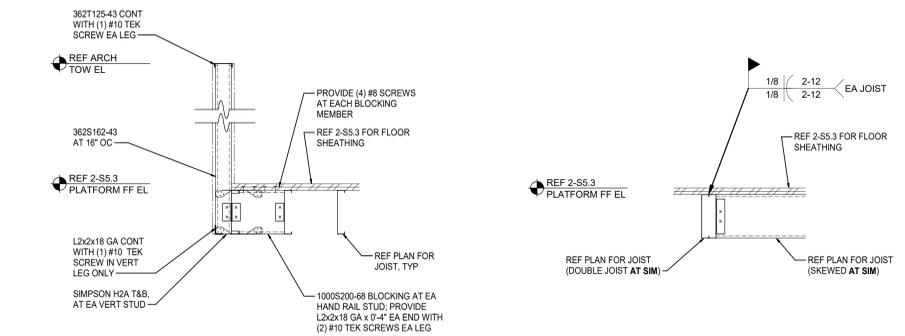 362T125-43 CONT
WITH (1) #10 TEK
SCREW EA LEG
REF ARCH
TOW EL
PROVIDE (4) #8 SCREWS
AT EACH BLOCKING
MEMBER
REF 2-S5.3 FOR FLOOR
SHEATHING
362S162-43
AT 16" OC
REF 2-S5.3
PLATFORM FF EL
L2x2x18 GA CONT
WITH (1) #10 TEK
SCREW IN VERT
LEG ONLY
SIMPSON H2A T&B,
AT EA VERT STUD
REF PLAN FOR
JOIST, TYP
1000S200-68 BLOCKING AT EA
HAND RAIL STUD; PROVIDE
L2x2x18 GA x 0'-4" EA END WITH
(2) #10 TEK SCREWS EA LEG
1/8 2-12
1/8 2-12
EA JOIST
REF 2-S5.3 FOR FLOOR
SHEATHING
REF 2-S5.3
PLATFORM FF EL
REF PLAN FOR JOIST
(DOUBLE JOIST AT SIM)
REF PLAN FOR JOIST
(SKEWED AT SIM)